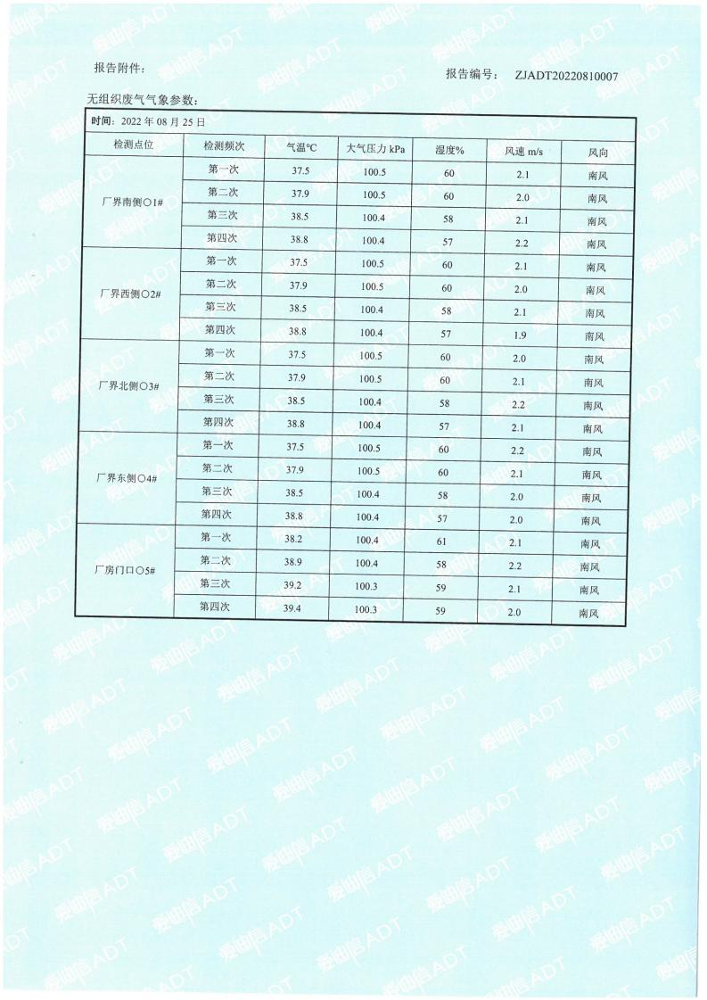 报告附件：
报告编号： ZJADT20220810007
无组织废气气象参数：
时间：2022 年 08 月 25 日
检测点位 检测频次 气温℃ 大气压力 kPa 湿度% 风速 m/s 风向
厂界南侧○1#
第一次 37.5 100.5 60 2.1 南风
第二次 37.9 100.5 60 2.0 南风
第三次 38.5 100.4 58 2.1 南风
第四次 38.8 100.4 57 2.2 南风
厂界西侧○2#
第一次 37.5 100.5 60 2.1 南风
第二次 37.9 100.5 60 2.0 南风
第三次 38.5 100.4 58 2.1 南风
第四次 38.8 100.4 57 1.9 南风
厂界北侧○3#
第一次 37.5 100.5 60 2.0 南风
第二次 37.9 100.5 60 2.1 南风
第三次 38.5 100.4 58 2.2 南风
第四次 38.8 100.4 57 2.1 南风
厂界东侧○4#
第一次 37.5 100.5 60 2.2 南风
第二次 37.9 100.5 60 2.1 南风
第三次 38.5 100.4 58 2.0 南风
第四次 38.8 100.4 57 2.0 南风
厂房门口○5#
第一次 38.2 100.4 61 2.1 南风
第二次 38.9 100.4 58 2.2 南风
第三次 39.2 100.3 59 2.1 南风
第四次 39.4 100.3 59 2.0 南风
爱迪信ADT